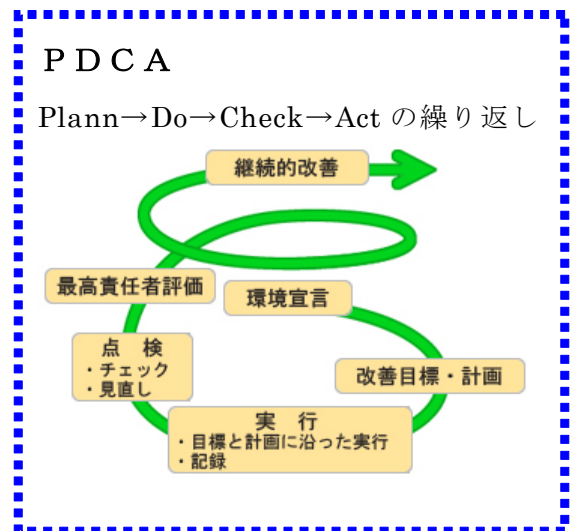 ＰＤＣＡ
Plann→Do→Check→Act の繰り返し
継続的改善
最高責任者評価
環境宣言
点　検
・チェック
・見直し
改善目標・計画
実　行
・目標と計画に沿った実行
・記録